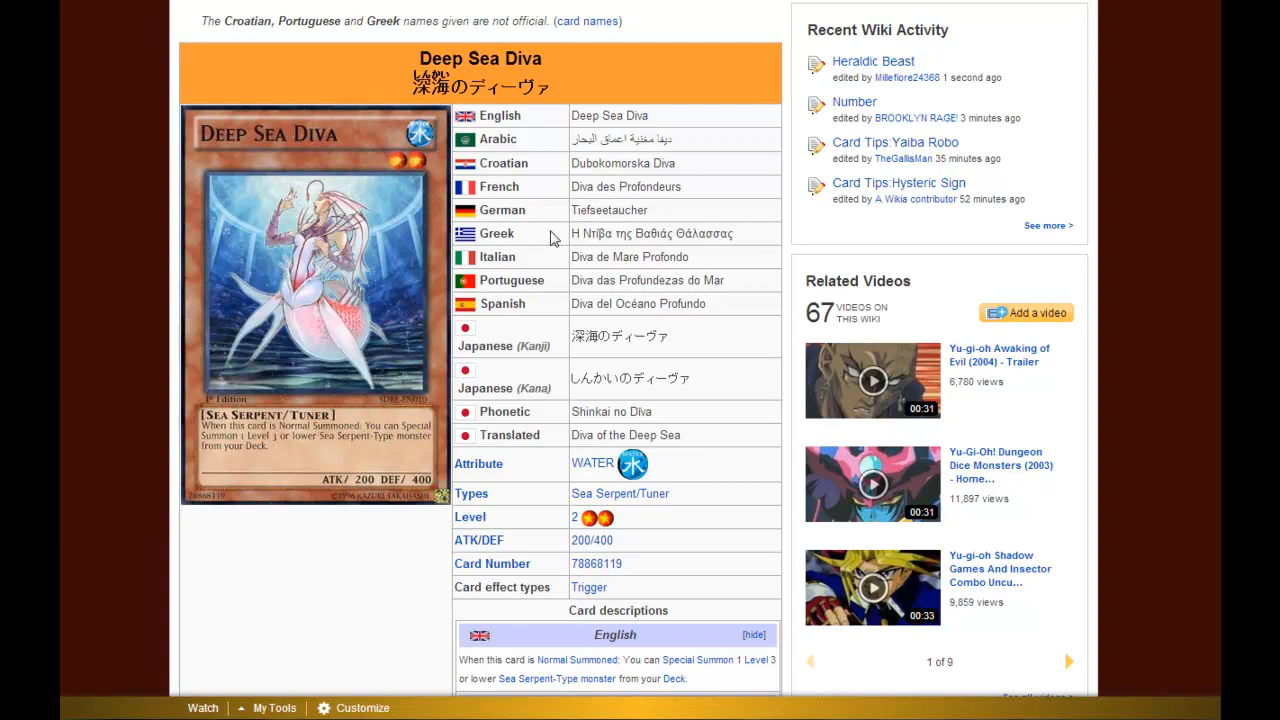 The Croatian, Portuguese and Greek names given are not official. (card names)
Deep Sea Diva
しんかい
深海のディーヴァ
DEEP SEA DIVA
水
1st Edition
SDRE-EN010
[SEA SERPENT/TUNER]
When this card is Normal Summoned: You can Special
Summon 1 Level 3 or lower Sea Serpent-Type monster
from your Deck.
ATK/ 200 DEF/ 400
78868119
©1996 KAZUKI TAKAHASHI
English Deep Sea Diva
Arabic ديفا مغنية اعماق البحار
Croatian Dubokomorska Diva
French Diva des Profondeurs
German Tiefseetaucher
Greek Η Ντίβα της Βαθιάς Θάλασσας
Italian Diva de Mare Profondo
Portuguese Diva das Profundezas do Mar
Spanish Diva del Océano Profundo
Japanese (Kanji) 深海のディーヴァ
Japanese (Kana) しんかいのディーヴァ
Phonetic Shinkai no Dīva
Translated Diva of the Deep Sea
Attribute WATER 水
Types Sea Serpent/Tuner
Level 2
ATK/DEF 200/400
Card Number 78868119
Card effect types Trigger
Card descriptions
English [hide]
When this card is Normal Summoned: You can Special Summon 1 Level 3
or lower Sea Serpent-Type monster from your Deck.
Recent Wiki Activity
Heraldic Beast
edited by Millefiore24368 1 second ago
Number
edited by BROOKLYN RAGE! 3 minutes ago
Card Tips:Yaiba Robo
edited by TheGallisMan 35 minutes ago
Card Tips:Hysteric Sign
edited by A Wikia contributor 52 minutes ago
See more >
Related Videos
67 VIDEOS ON
THIS WIKI
Add a video
Yu-gi-oh Awaking of
Evil (2004) - Trailer
6,780 views
00:31
Yu-Gi-Oh! Dungeon
Dice Monsters (2003)
- Home...
11,897 views
00:31
Yu-gi-oh Shadow
Games And Insector
Combo Uncu...
9,859 views
00:33
1 of 9
Watch
My Tools
Customize